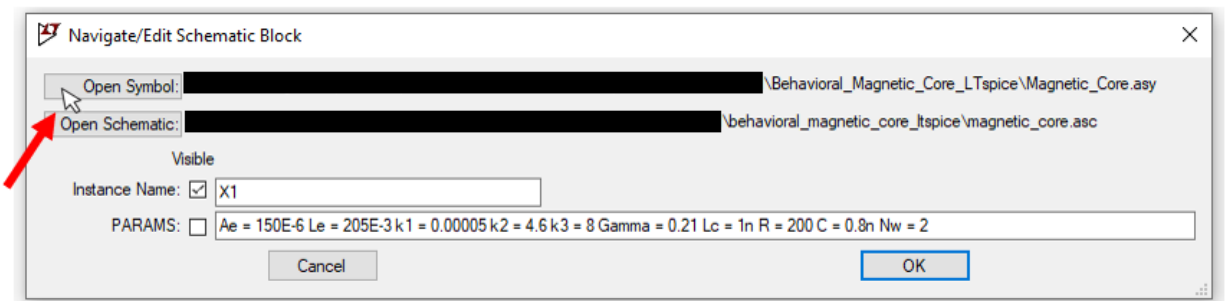 Navigate/Edit Schematic Block
Open Symbol: \Behavioral_Magnetic_Core_LTspice\Magnetic_Core.asy
Open Schematic: \behavioral_magnetic_core_ltspice\magnetic_core.asc
Visible
Instance Name: X1
PARAMS: Ae = 150E-6 Le = 205E-3 k1 = 0.00005 k2 = 4.6 k3 = 8 Gamma = 0.21 Lc = 1n R = 200 C = 0.8n Nw = 2
Cancel OK